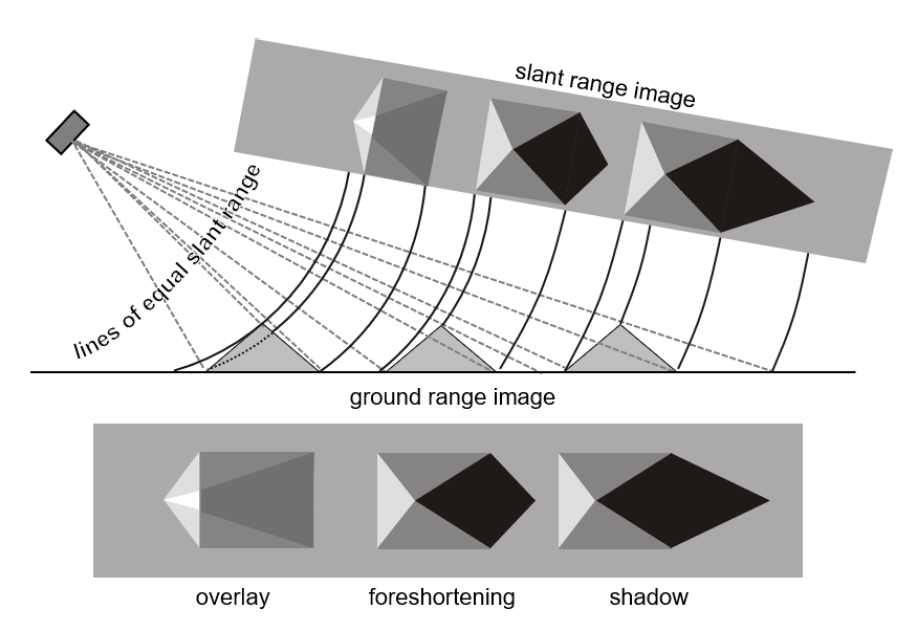 slant range image
lines of equal slant range
ground range image
overlay
foreshortening
shadow